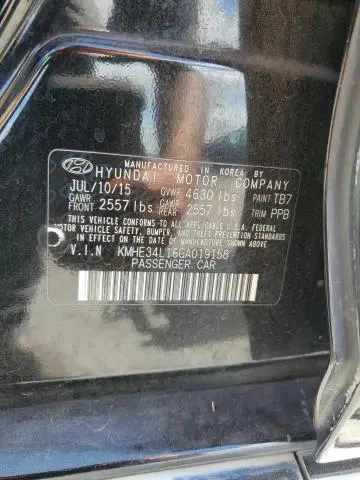 MANUFACTURED IN KOREA BY
HYUNDAI MOTOR COMPANY
JUL/10/15 GVWR 4630 lbs PAINT TB7
GAWR FRONT 2557 lbs GAWR REAR 2557 lbs TRIM PPB
THIS VEHICLE CONFORMS TO ALL APPLICABLE U.S.A. FEDERAL
MOTOR VEHICLE SAFETY, BUMPER, AND THEFT PREVENTION STANDARDS
IN EFFECT ON THE DATE OF MANUFACTURE SHOWN ABOVE.
V.I.N KMHE34L16GA019158
PASSENGER CAR